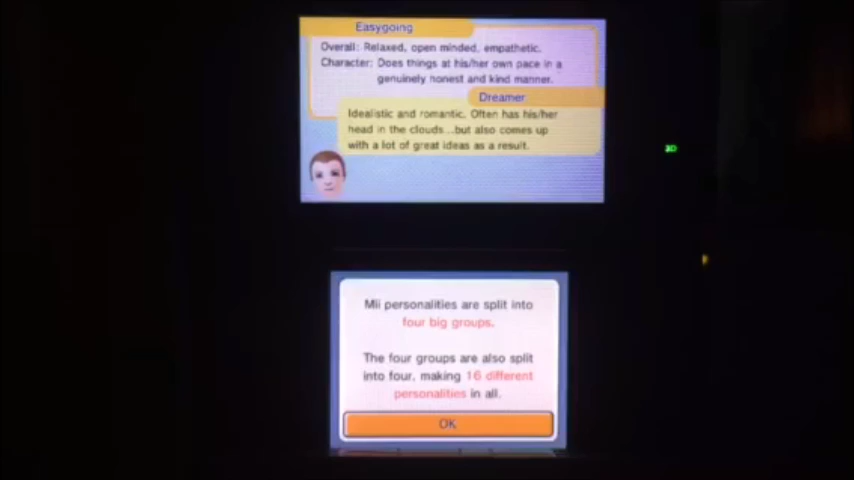 Easygoing
Overall: Relaxed, open minded, empathetic.
Character: Does things at his/her own pace in a
genuinely honest and kind manner.
Dreamer
Idealistic and romantic. Often has his/her
head in the clouds...but also comes up
with a lot of great ideas as a result.
3D
Mii personalities are split into
four big groups.
The four groups are also split
into four, making 16 different
personalities in all.
OK